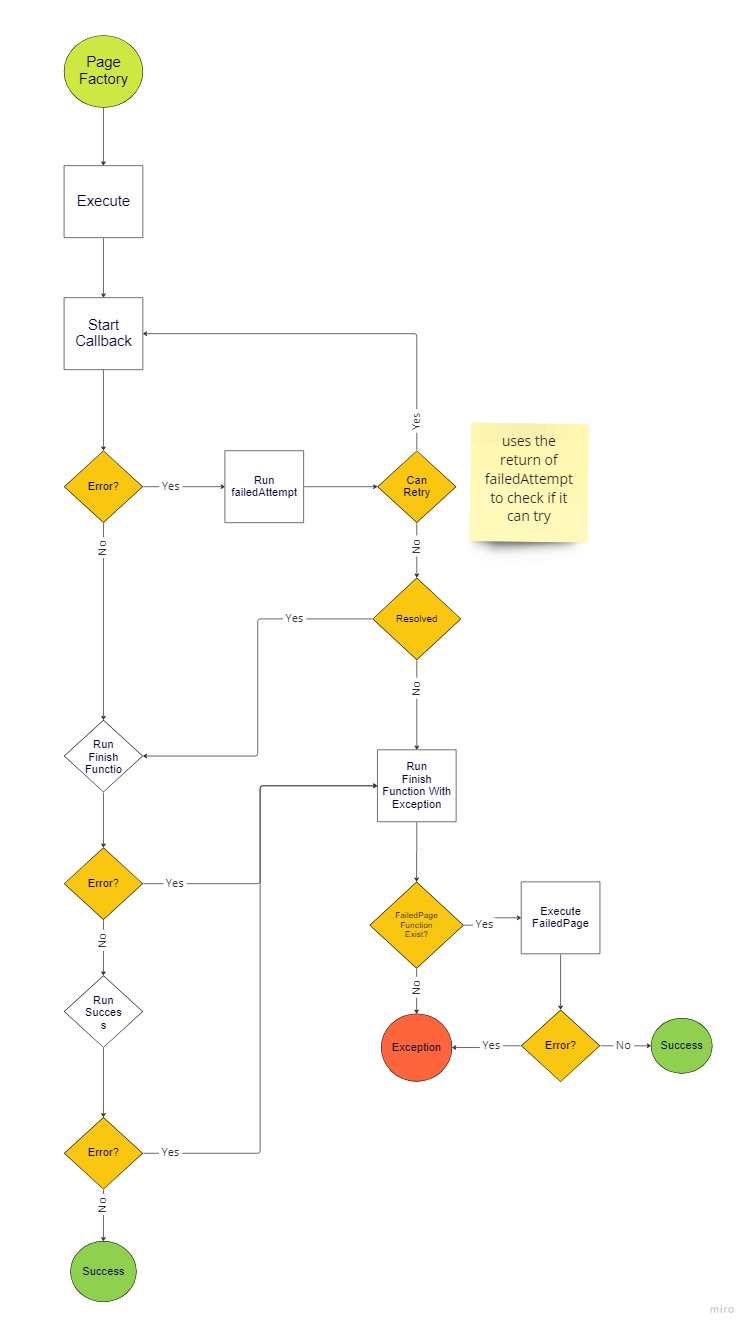 Page
Factory
Execute
Start
Callback
Yes
uses the
return of
failedAttempt
to check if it
can try
Error?
Yes
Run
failedAttempt
Can
Retry
No
No
Yes
Resolved
No
Run
Finish
Functio
Run
Finish
Function With
Exception
Error?
Yes
FailedPage
Function
Exist?
Yes
Execute
FailedPage
No
No
Run
Succes
s
Exception
Yes
Error?
No
Success
Error?
Yes
No
Success
miro